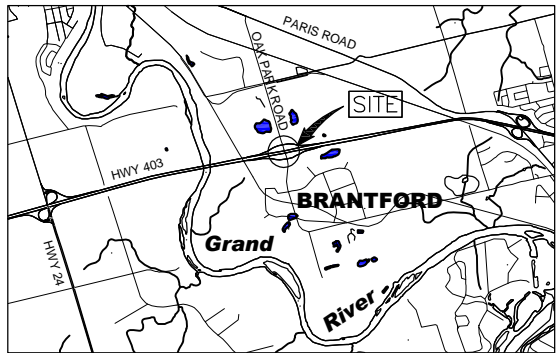 PARIS ROAD
OAK PARK ROAD
SITE
HWY 403
BRANTFORD
Grand
HWY 24
River